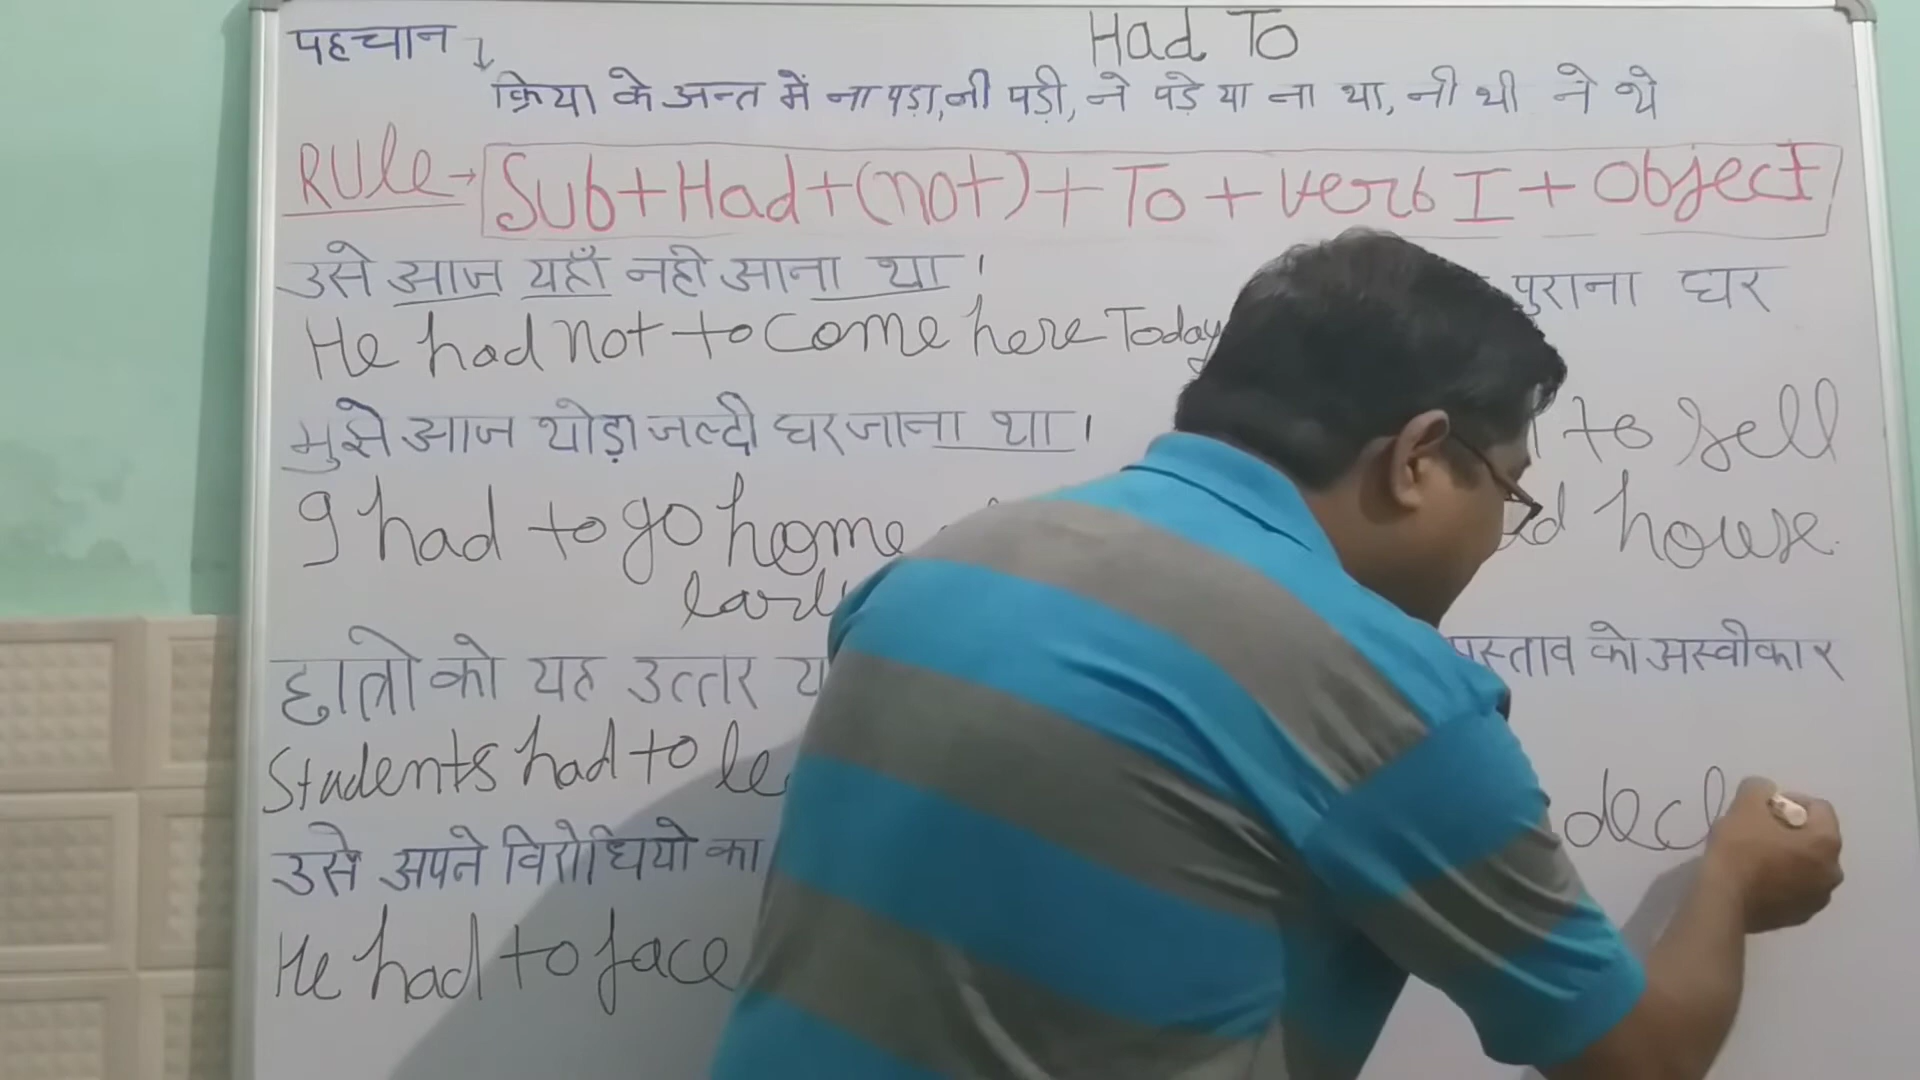 पहचान Had To
क्रिया के अन्त में ना पड़ा, नी पड़ी, ने पड़े या ना था, नी थी ने थे
RULe → Sub + Had + (not) + To + Verb I + Object
उसे आज यहाँ नही आना था।
He had not to come here Today
मुझे आज थोड़ा जल्दी घर जाना था।
I had to go home
छात्रो को यह उत्तर
Students had to
उसे अपने विरोधियो का
He had to face
पुराना घर
to sell
house.
को अस्वीकार